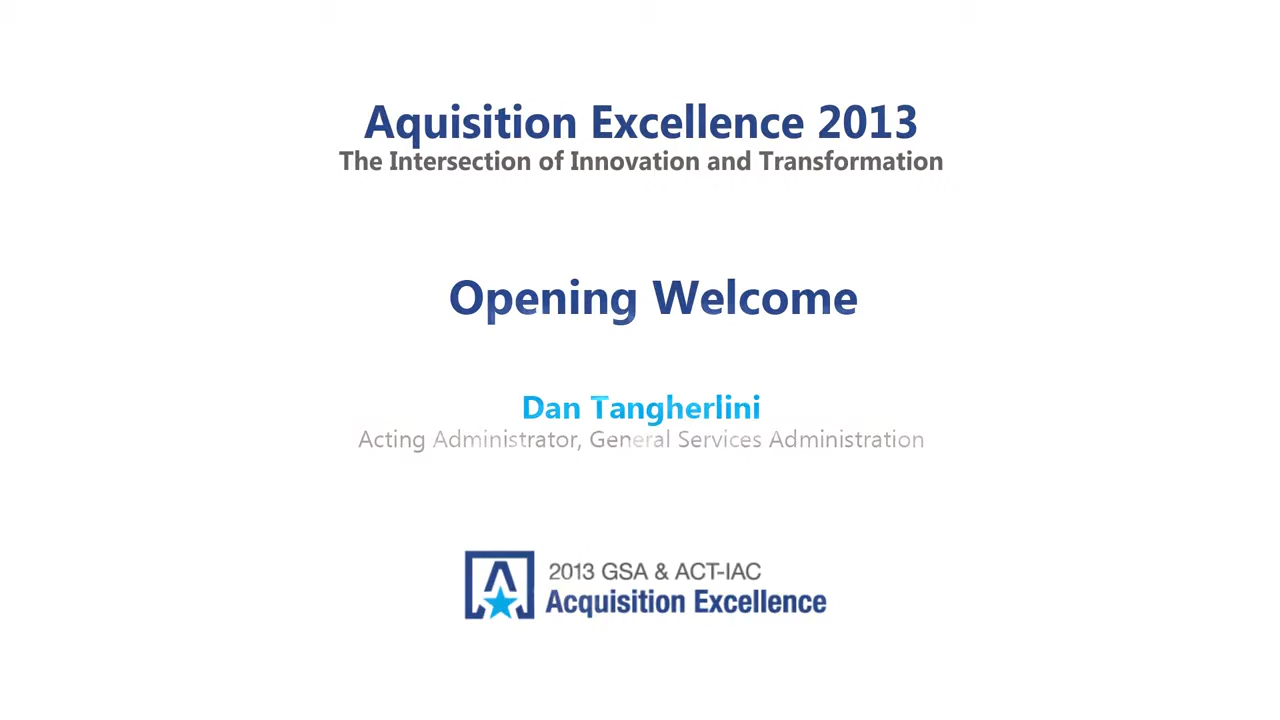 Aquisition Excellence 2013
The Intersection of Innovation and Transformation
Opening Welcome
Dan Tangherlini
Acting Administrator, General Services Administration
2013 GSA & ACT-IAC
Acquisition Excellence